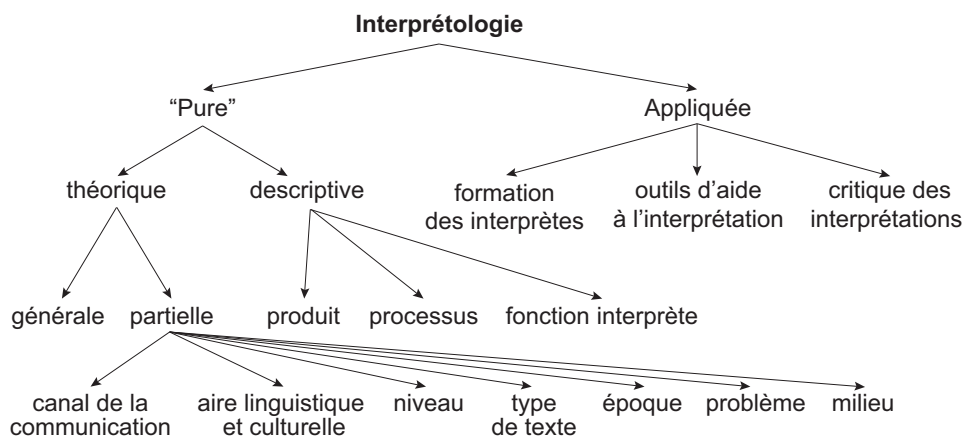 Interprétologie
“Pure” Appliquée
théorique descriptive formation des interprètes outils d’aide à l’interprétation critique des interprétations
générale partielle produit processus fonction interprète
canal de la communication aire linguistique et culturelle niveau type de texte époque problème milieu